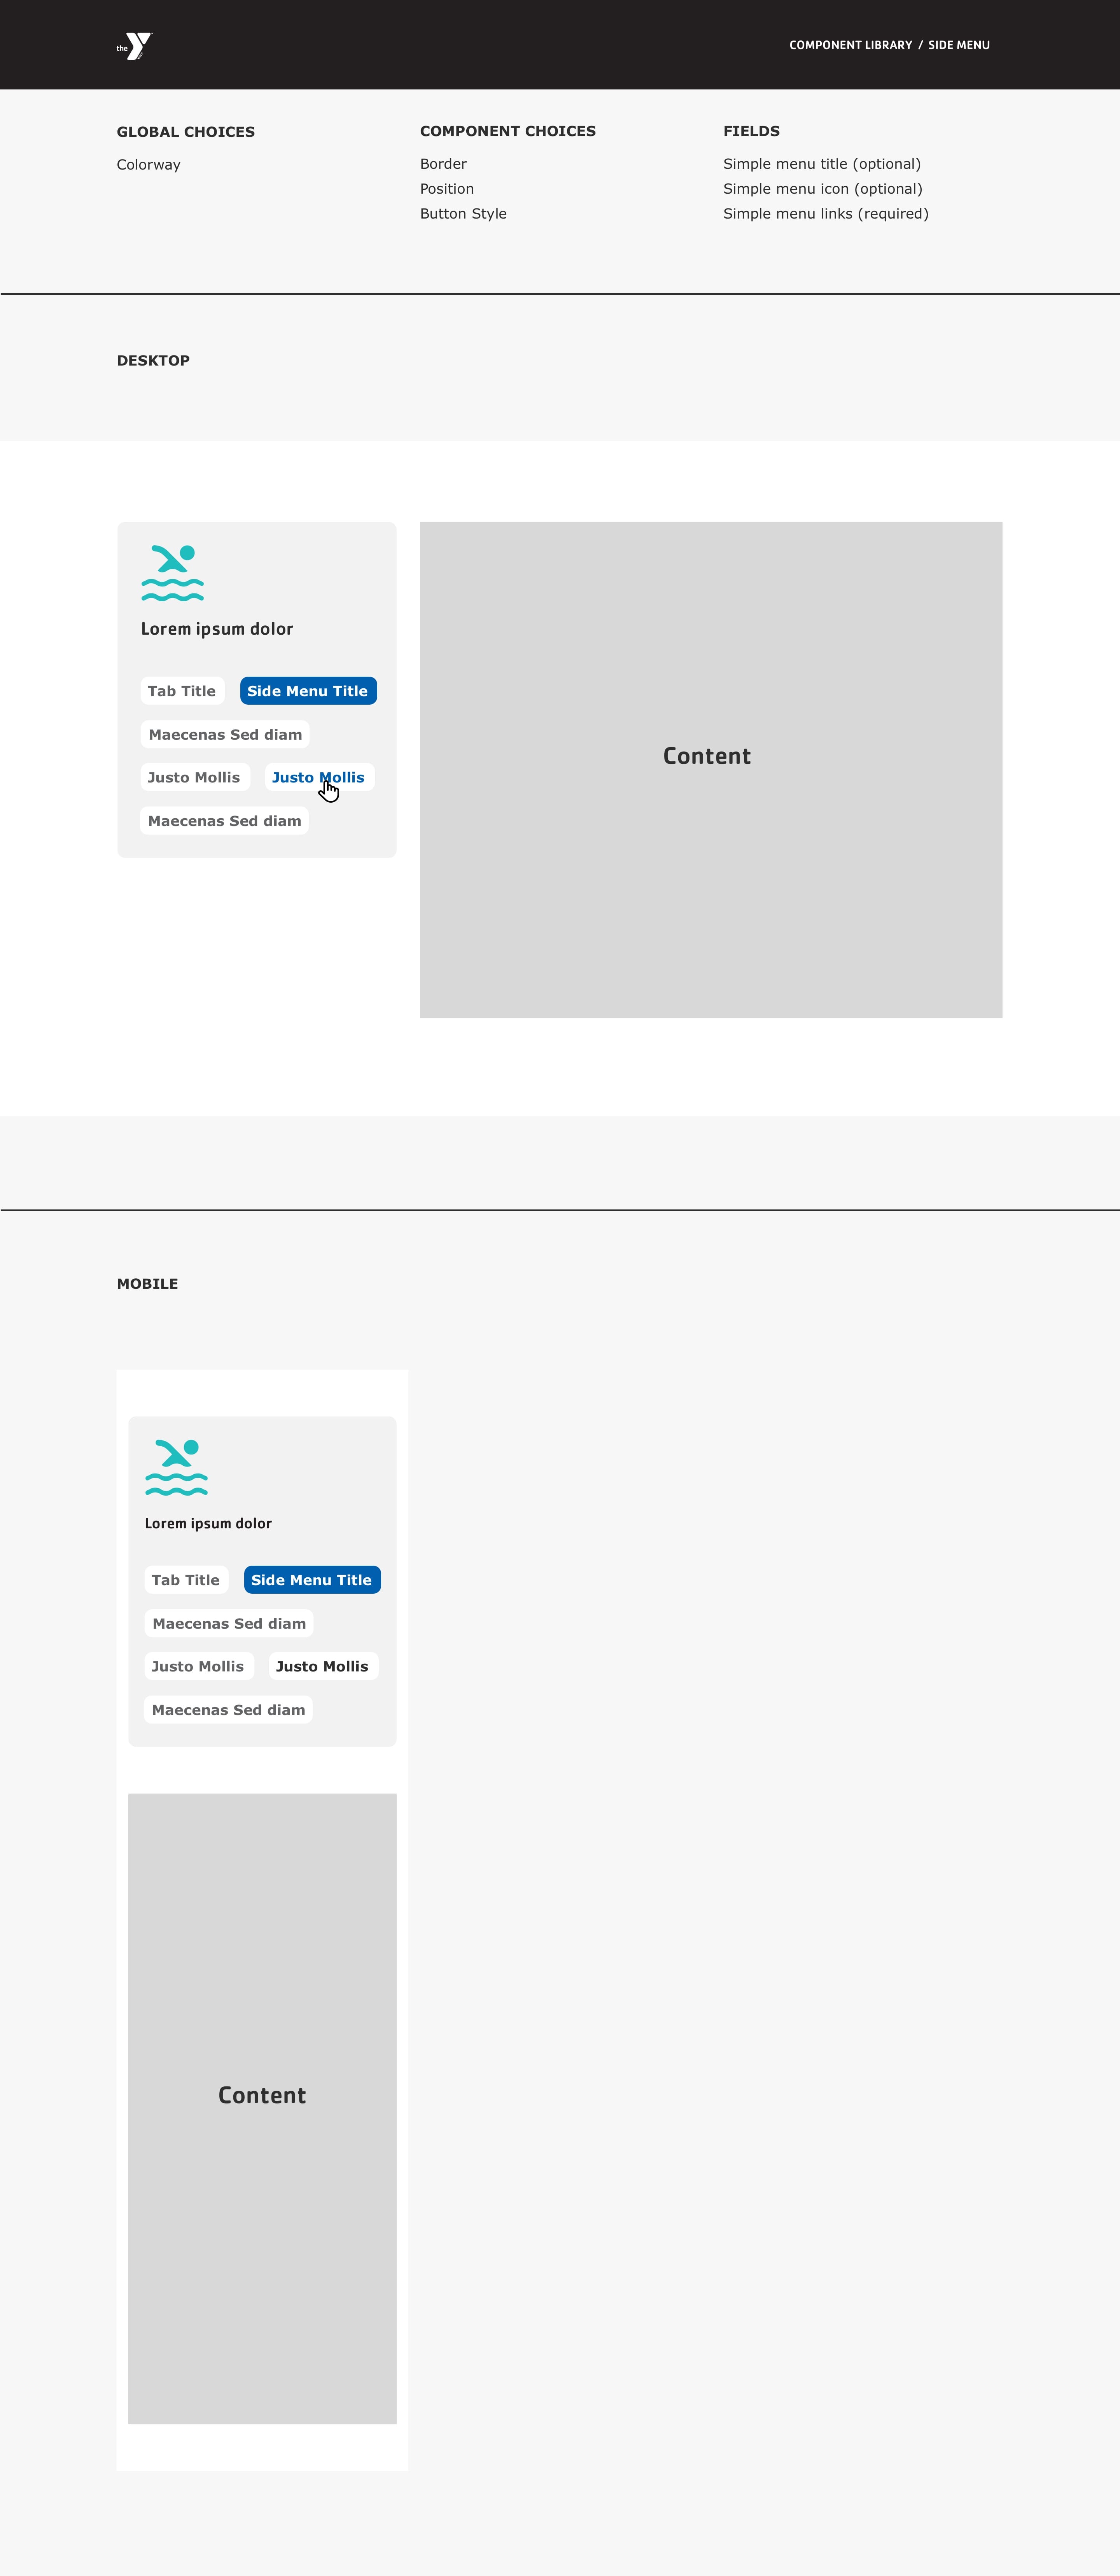 the Y
COMPONENT LIBRARY / SIDE MENU
GLOBAL CHOICES
Colorway
COMPONENT CHOICES
Border
Position
Button Style
FIELDS
Simple menu title (optional)
Simple menu icon (optional)
Simple menu links (required)
DESKTOP
Lorem ipsum dolor
Tab Title Side Menu Title
Maecenas Sed diam
Justo Mollis Justo Mollis
Maecenas Sed diam
Content
MOBILE
Lorem ipsum dolor
Tab Title Side Menu Title
Maecenas Sed diam
Justo Mollis Justo Mollis
Maecenas Sed diam
Content